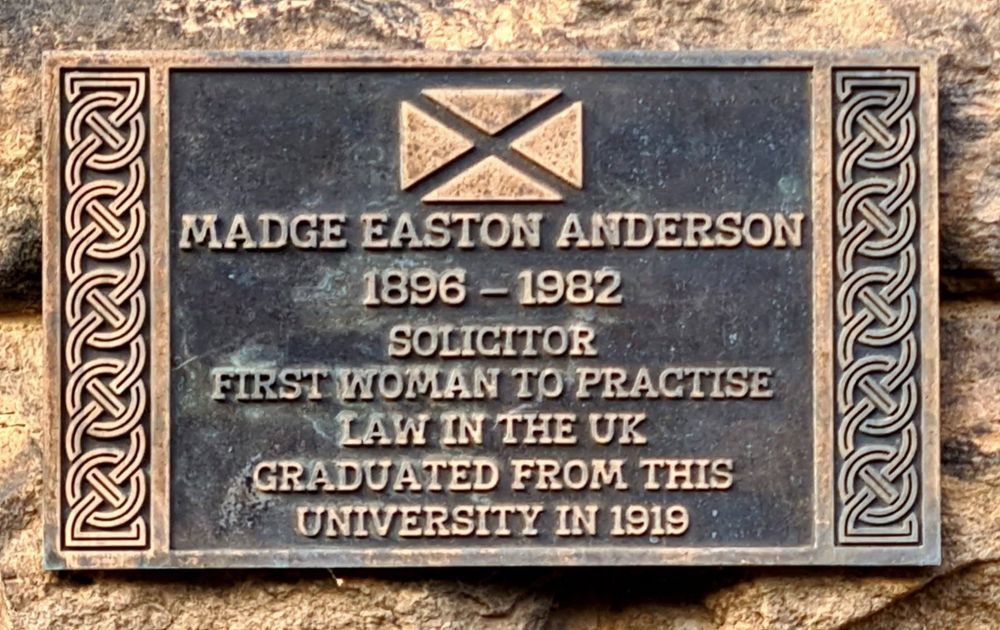 MADGE EASTON ANDERSON
1896 – 1982
SOLICITOR
FIRST WOMAN TO PRACTISE
LAW IN THE UK
GRADUATED FROM THIS
UNIVERSITY IN 1919